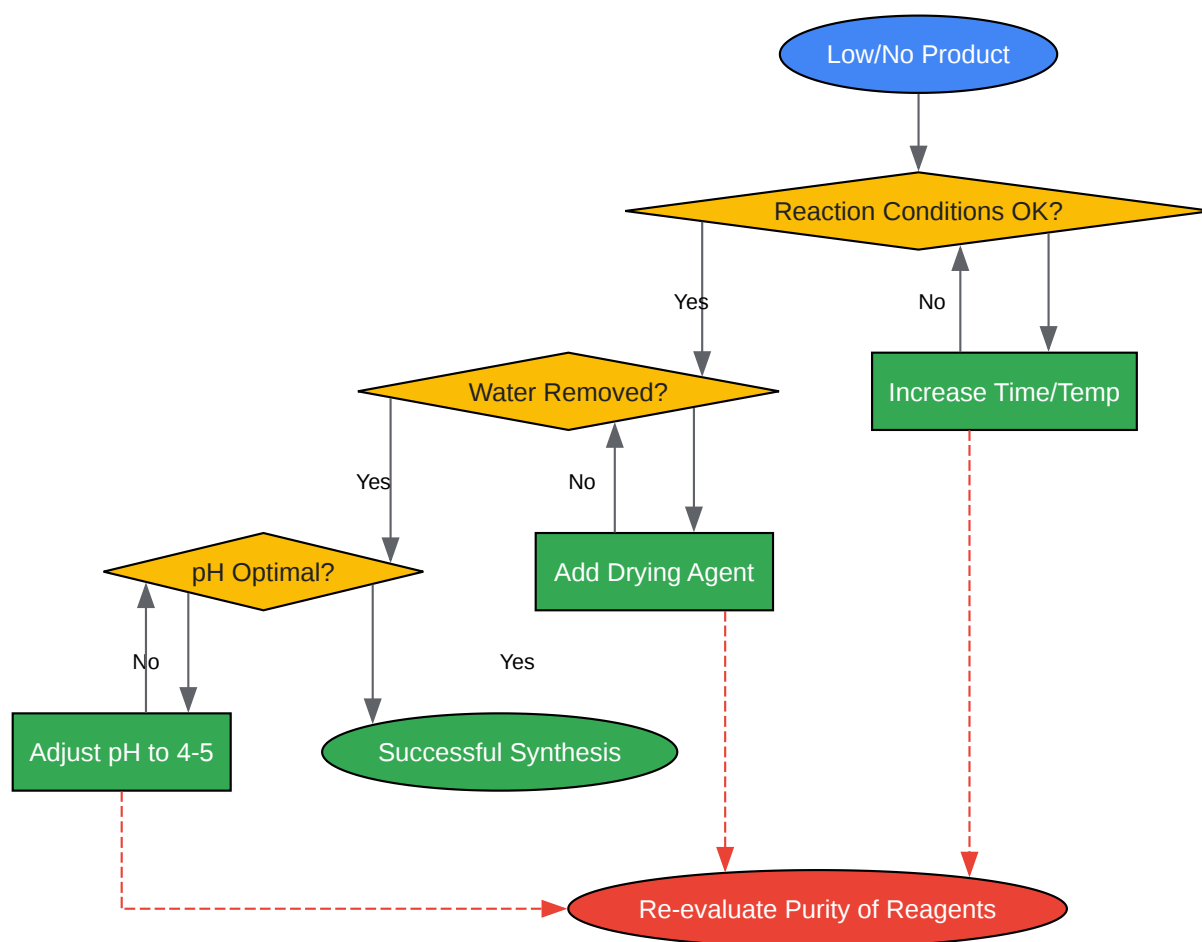 Low/No Product
Reaction Conditions OK?
Yes
No
Water Removed?
Increase Time/Temp
Yes
No
pH Optimal?
Add Drying Agent
No
Yes
Adjust pH to 4-5
Successful Synthesis
Re-evaluate Purity of Reagents